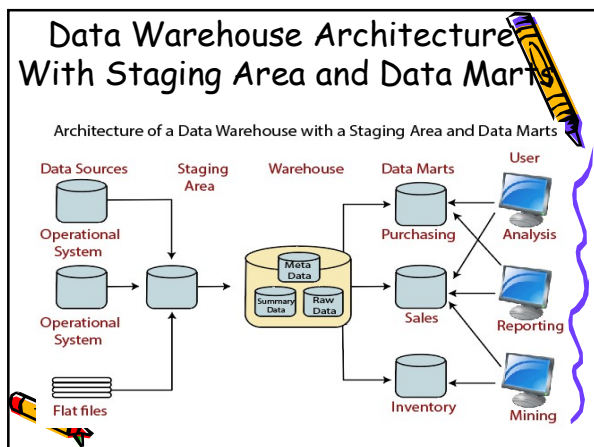 Data Warehouse Architecture
With Staging Area and Data Marts
Architecture of a Data Warehouse with a Staging Area and Data Marts
Data Sources
Staging
Area
Warehouse
Data Marts
User
Operational
System
Operational
System
Flat files
Meta
Data
Summary
Data
Raw
Data
Purchasing
Sales
Inventory
Analysis
Reporting
Mining